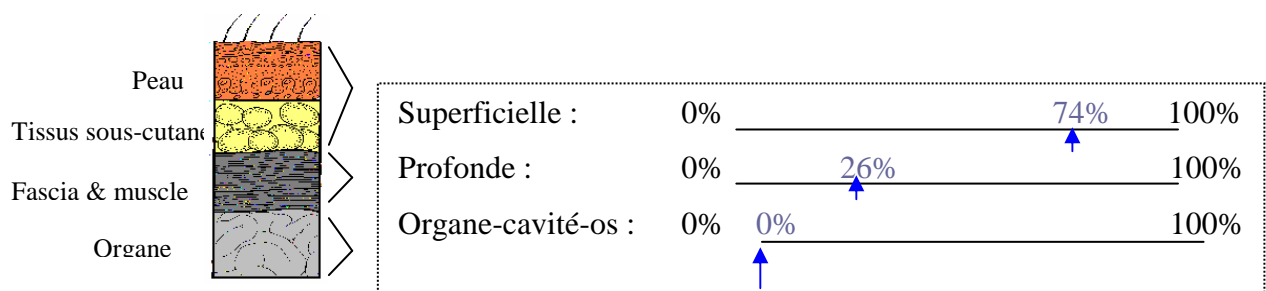 Peau
Tissus sous-cutané
Fascia & muscle
Organe
Superficielle : 0% 74% 100%
Profonde : 0% 26% 100%
Organe-cavité-os : 0% 0% 100%